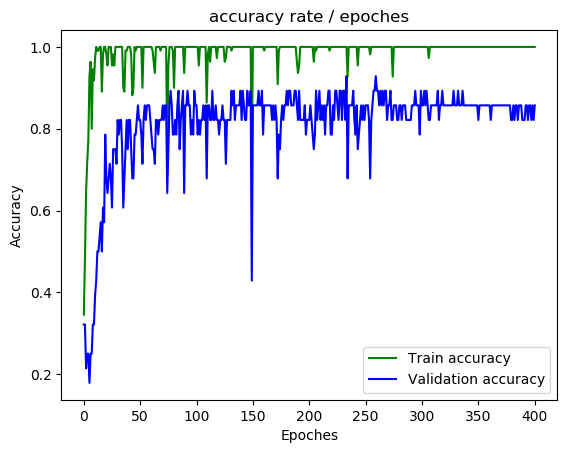 accuracy rate / epoches
Accuracy
1.0
0.8
0.6
0.4
0.2
Train accuracy
Validation accuracy
0 50 100 150 200 250 300 350 400
Epoches